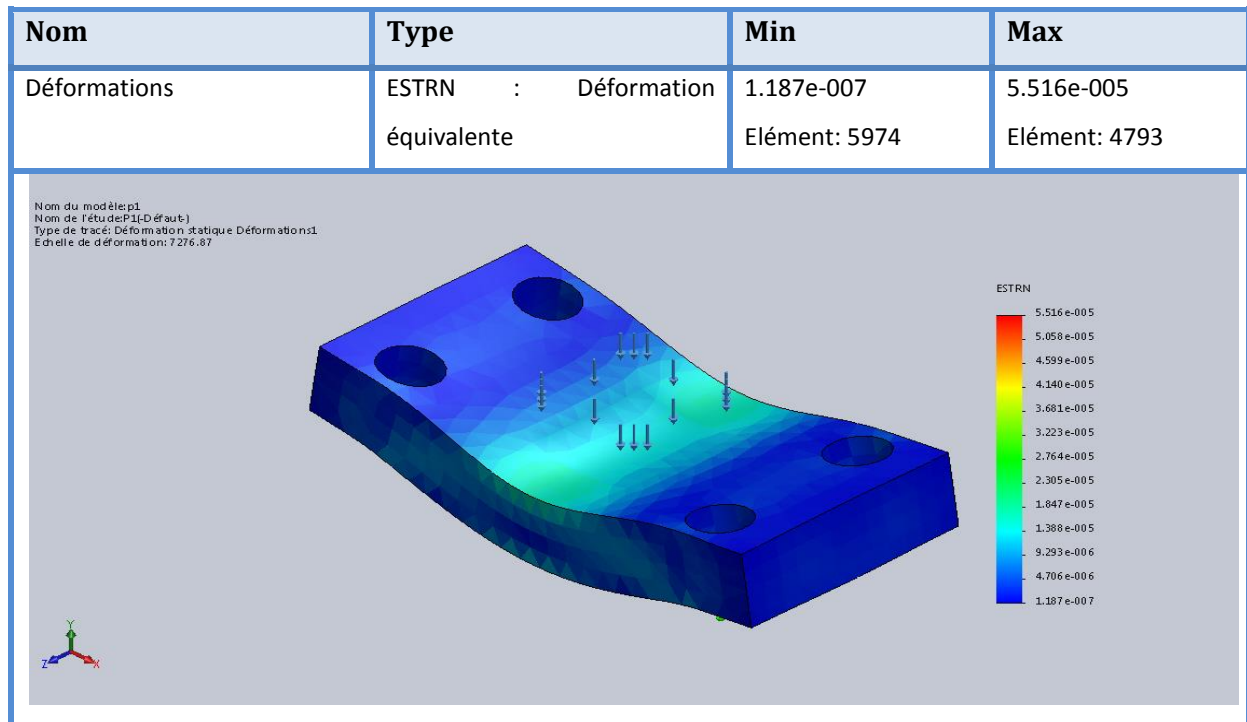 Nom Type Min Max
Déformations ESTRN : Déformation 1.187e-007 5.516e-005
équivalente Elément: 5974 Elément: 4793
Nom du modèle:p1
Nom de l'étude:P1(-Défaut-)
Type de tracé: Déformation statique Déformations1
Echelle de déformation: 7276.87
ESTRN
5.516e-005
5.058e-005
4.599e-005
4.140e-005
3.681e-005
3.223e-005
2.764e-005
2.305e-005
1.847e-005
1.388e-005
9.293e-006
4.706e-006
1.187e-007
Y
Z X